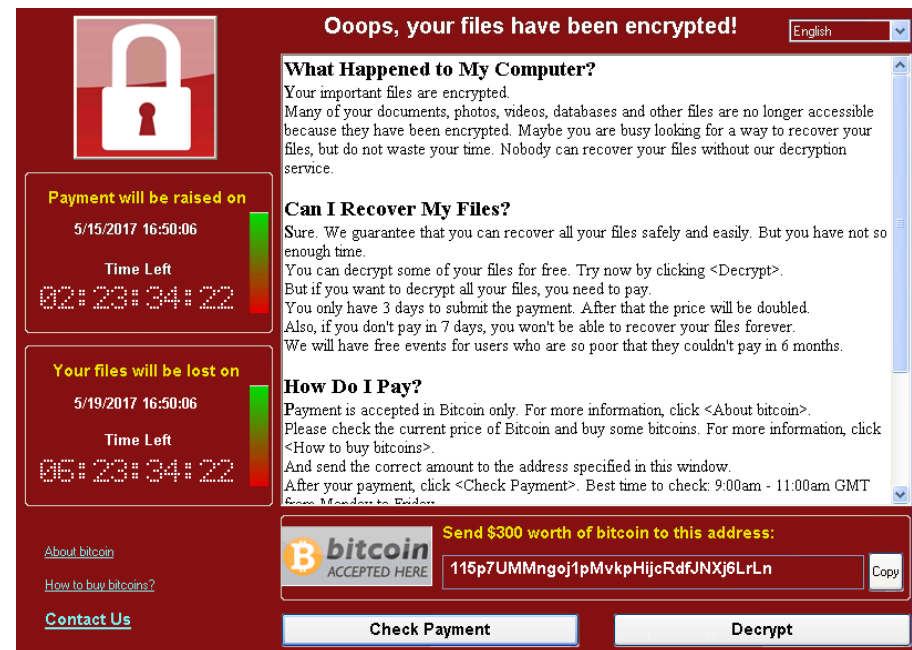 Ooops, your files have been encrypted!
English
Payment will be raised on
5/15/2017 16:50:06
Time Left
02:23:34:22
Your files will be lost on
5/19/2017 16:50:06
Time Left
06:23:34:22
About bitcoin
How to buy bitcoins?
Contact Us
What Happened to My Computer?
Your important files are encrypted.
Many of your documents, photos, videos, databases and other files are no longer accessible
because they have been encrypted. Maybe you are busy looking for a way to recover your
files, but do not waste your time. Nobody can recover your files without our decryption
service.
Can I Recover My Files?
Sure. We guarantee that you can recover all your files safely and easily. But you have not so
enough time.
You can decrypt some of your files for free. Try now by clicking <Decrypt>.
But if you want to decrypt all your files, you need to pay.
You only have 3 days to submit the payment. After that the price will be doubled.
Also, if you don't pay in 7 days, you won't be able to recover your files forever.
We will have free events for users who are so poor that they couldn't pay in 6 months.
How Do I Pay?
Payment is accepted in Bitcoin only. For more information, click <About bitcoin>.
Please check the current price of Bitcoin and buy some bitcoins. For more information, click
<How to buy bitcoins>.
And send the correct amount to the address specified in this window.
After your payment, click <Check Payment>. Best time to check: 9:00am - 11:00am GMT
from Monday to Friday.
bitcoin
ACCEPTED HERE
Send $300 worth of bitcoin to this address:
115p7UMMngoj1pMvkpHijcRdfJNXj6LrLn
Copy
Check Payment
Decrypt